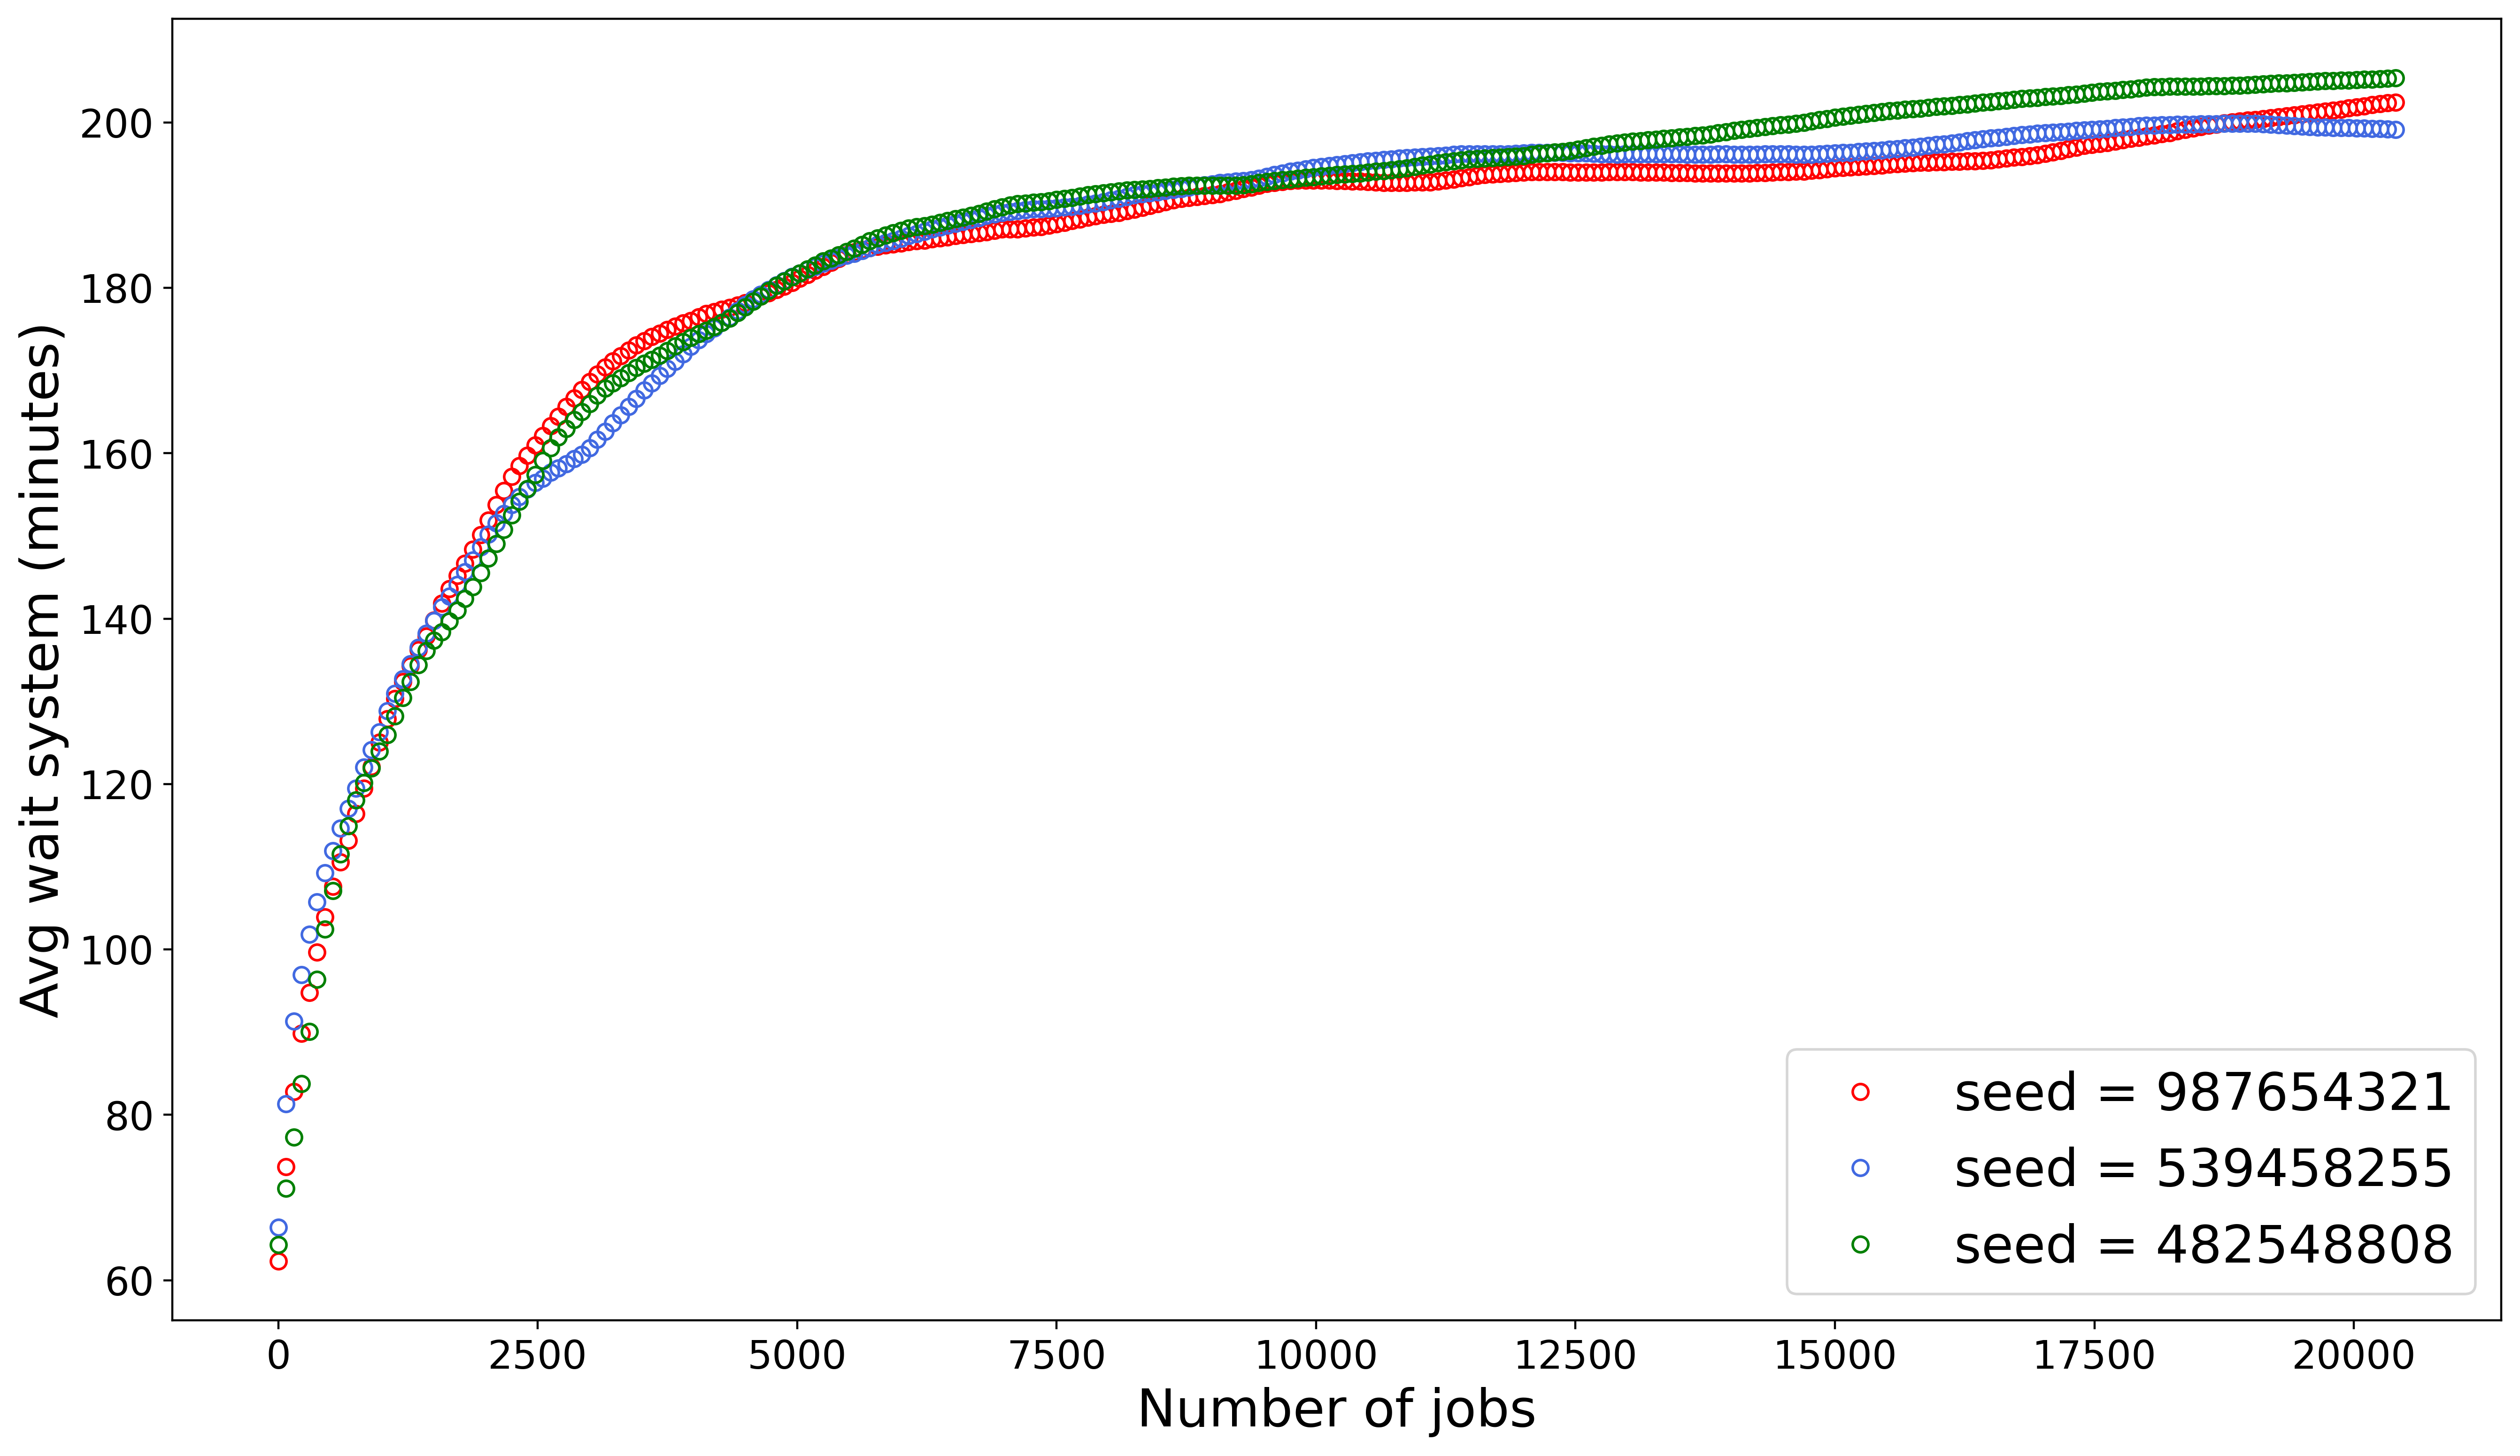 200
180
160
140
120
100
80
60
Avg wait system (minutes)
0 2500 5000 7500 10000 12500 15000 17500 20000
Number of jobs
seed = 987654321
seed = 539458255
seed = 482548808